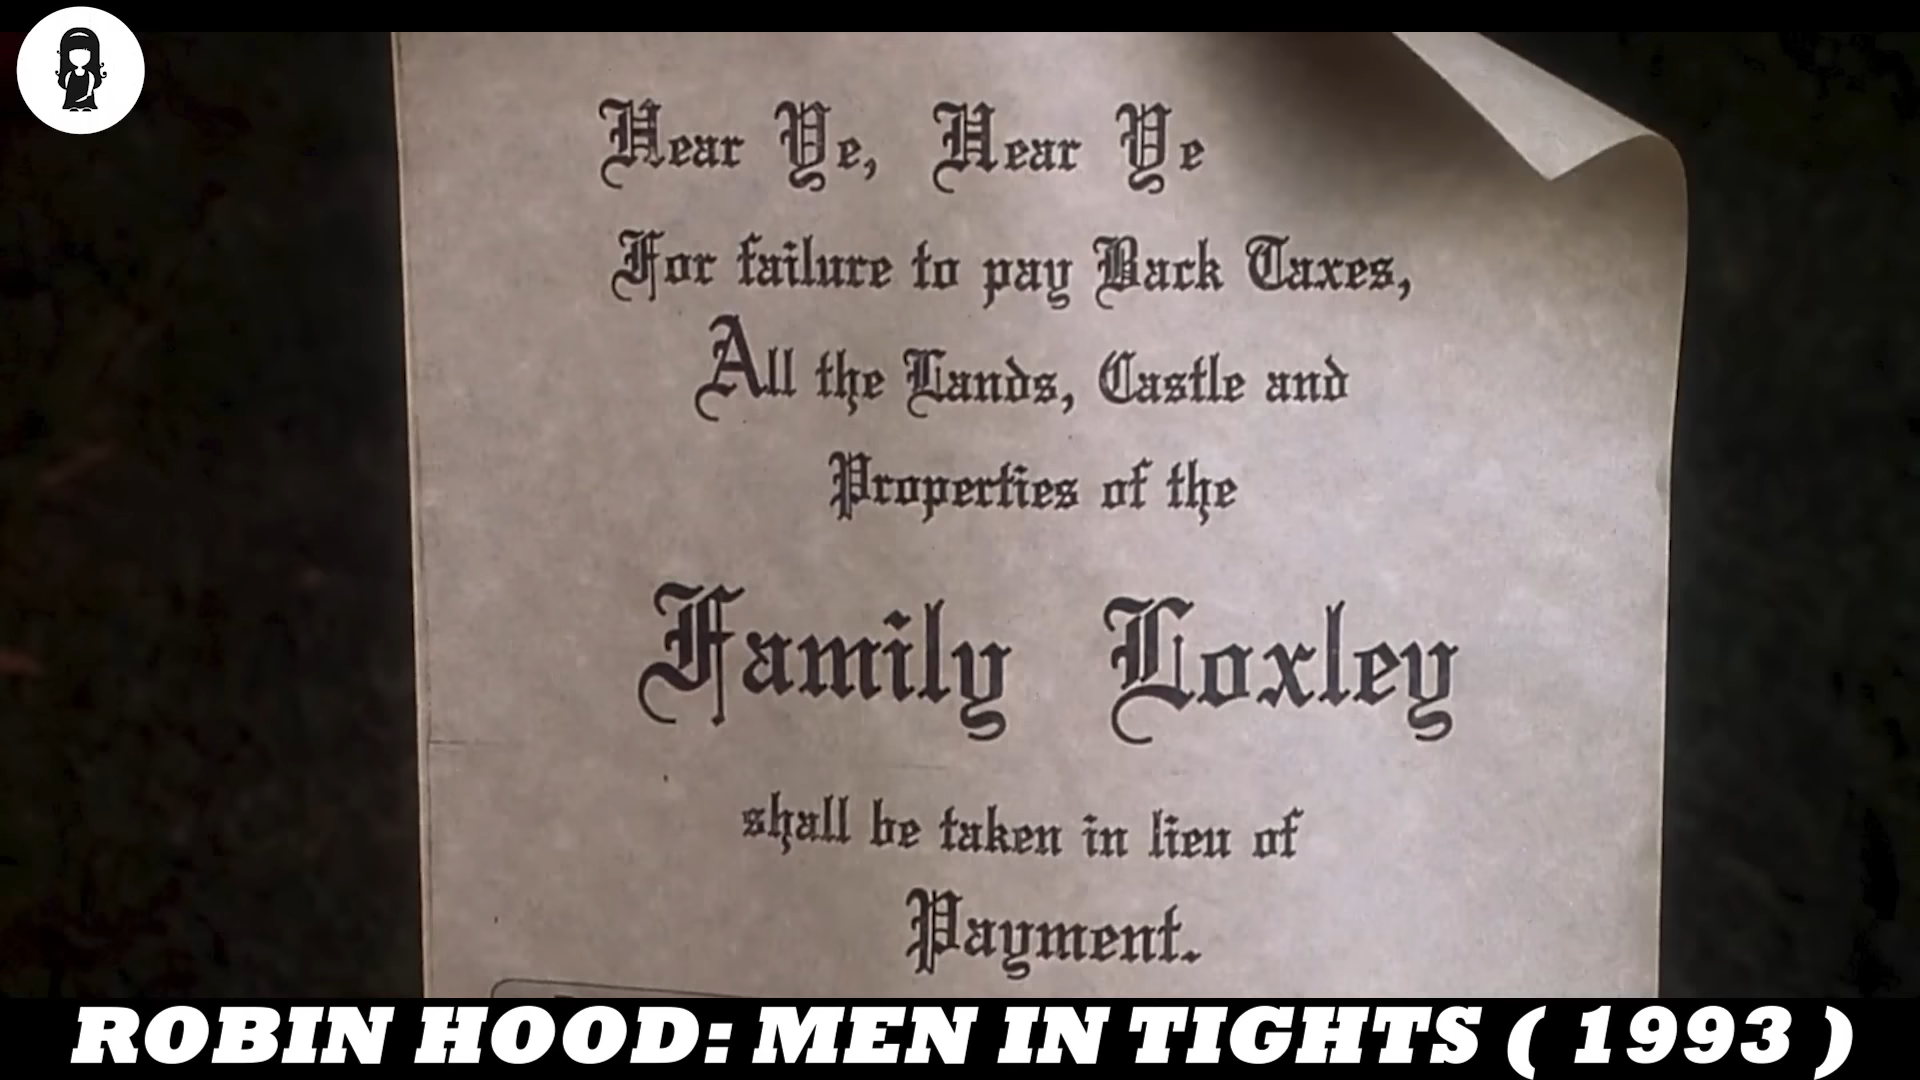 Hear Ye, Hear Ye
For failure to pay Back Taxes,
All the Lands, Castle and
Properties of the
Family Loxley
shall be taken in lieu of
Payment.
ROBIN HOOD: MEN IN TIGHTS ( 1993 )